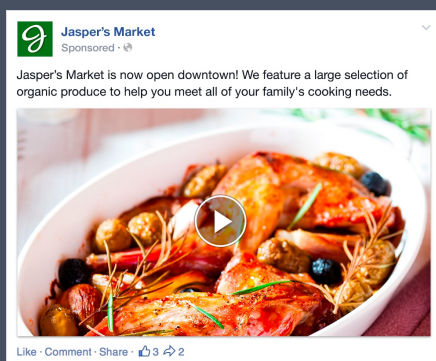 Jasper's Market
Sponsored ·
Jasper's Market is now open downtown! We feature a large selection of
organic produce to help you meet all of your family's cooking needs.
Like · Comment · Share · 3 2